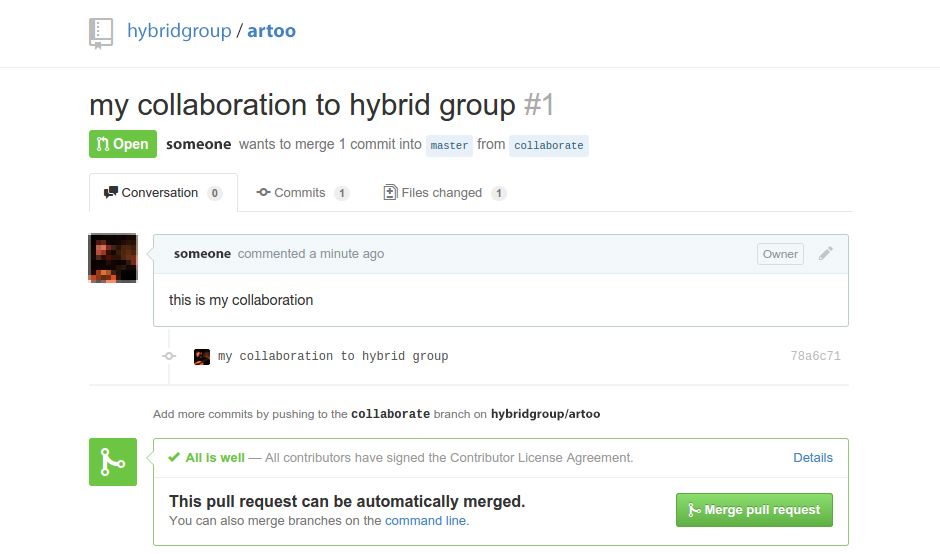 hybridgroup / artoo
my collaboration to hybrid group #1
Open someone wants to merge 1 commit into master from collaborate
Conversation 0 Commits 1 Files changed 1
someone commented a minute ago Owner
this is my collaboration
my collaboration to hybrid group 78a6c71
Add more commits by pushing to the collaborate branch on hybridgroup/artoo
All is well — All contributors have signed the Contributor License Agreement. Details
This pull request can be automatically merged.
You can also merge branches on the command line.
Merge pull request